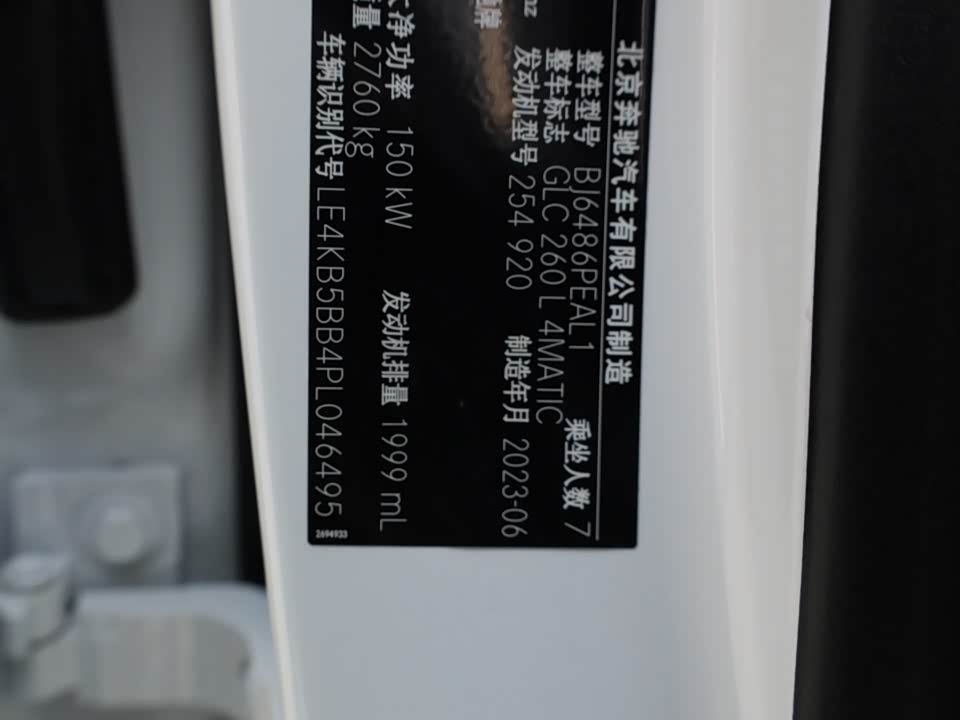 北京奔驰汽车有限公司制造
整车型号 BJ6486PEAL1 乘坐人数 7
整车标志 GLC 260 L 4MATIC
发动机型号 254 920 制造年月 2023-06
牌 nz
净功率 150 kW 发动机排量 1999 mL
量 2760 kg
车辆识别代号 LE4KB5BB4PL046495
2694933